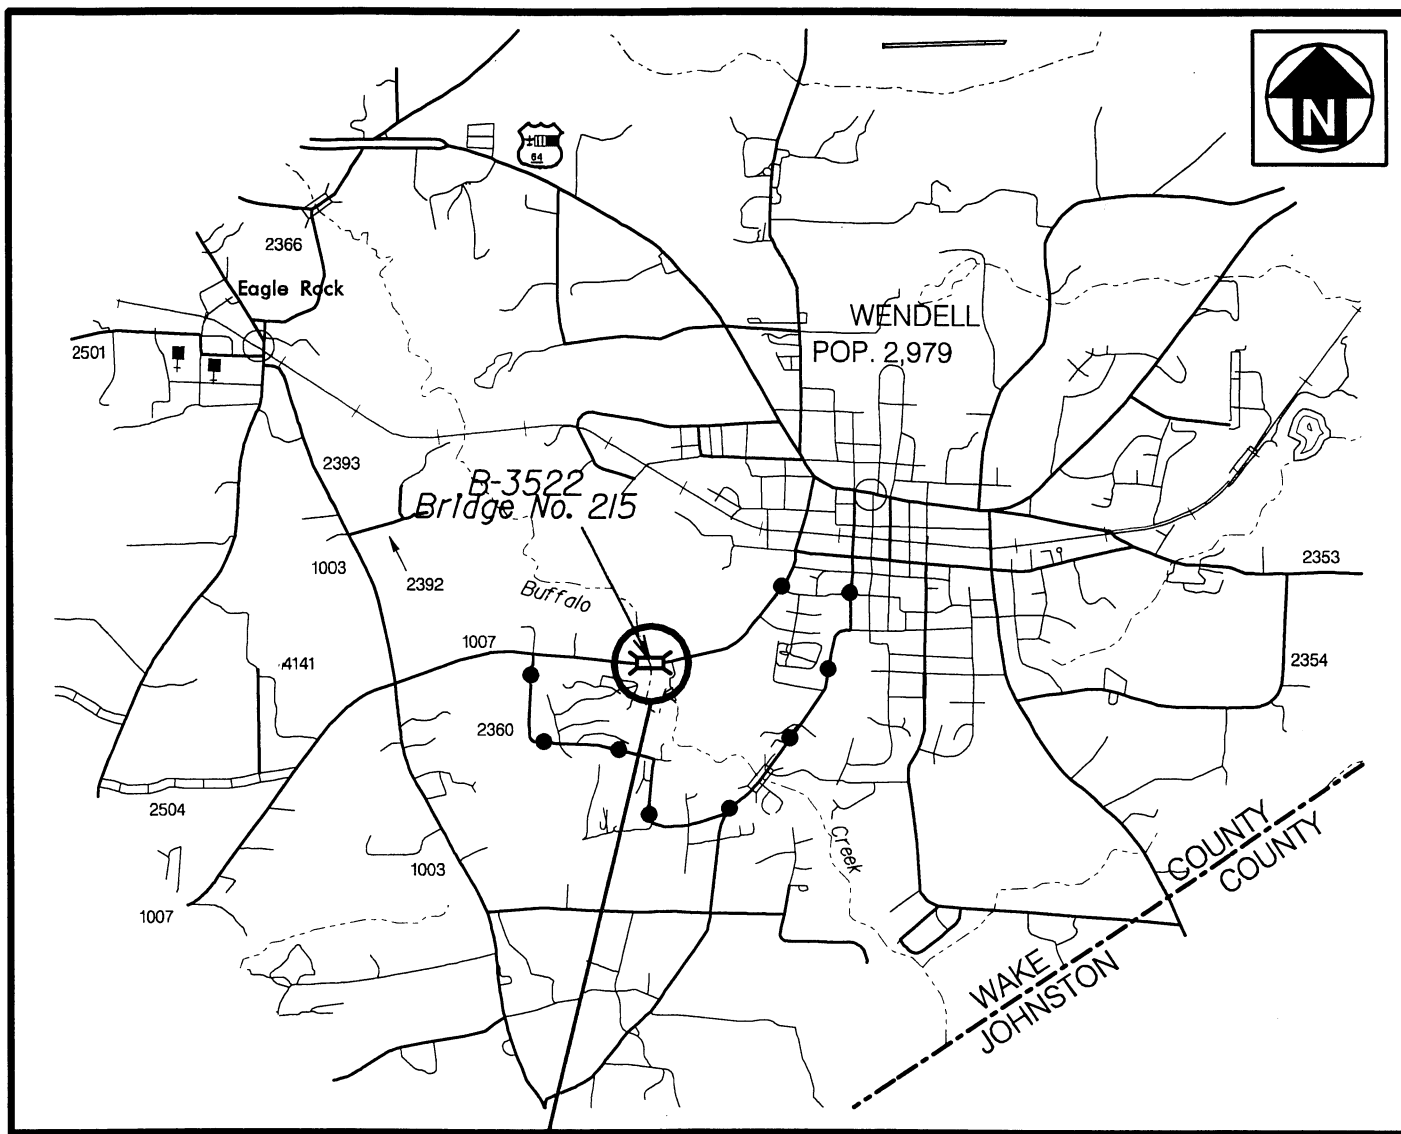 N
64
2366
Eagle Rock
WENDELL
POP. 2,979
2501
2393
B-3522
Bridge No. 215
1003
2392
2353
Buffalo
1007
4141
2354
2360
2504
COUNTY
COUNTY
Creek
1003
1007
WAKE
JOHNSTON